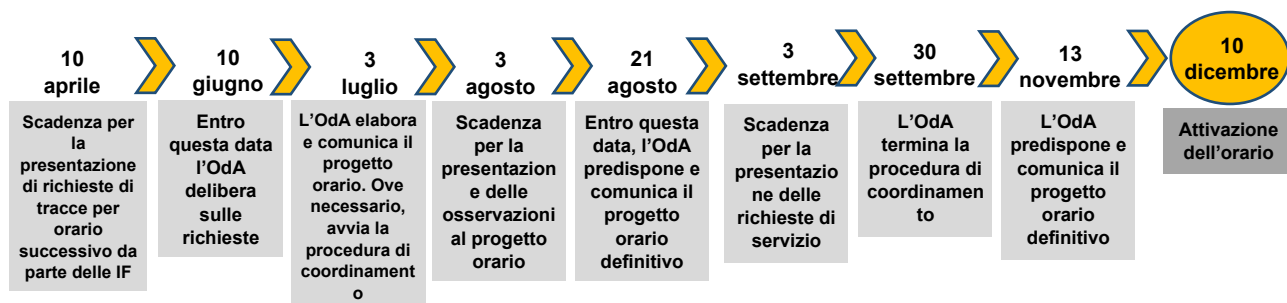 10
aprile
Scadenza per
la
presentazione
di richieste di
tracce per
orario
successivo da
parte delle IF
10
giugno
Entro
questa data
l'OdA
delibera
sulle
richieste
3
luglio
L'OdA elabora
e comunica il
progetto
orario. Ove
necessario,
avvia la
procedura di
coordinament
o
3
agosto
Scadenza
per la
presentazion
e delle
osservazioni
al progetto
orario
21
agosto
Entro questa
data, l'OdA
predispone e
comunica il
progetto
orario
definitivo
3
settembre
Scadenza
per la
presentazio
ne delle
richieste di
servizio
30
settembre
L'OdA
termina la
procedura di
coordinamen
to
13
novembre
L'OdA
predispone e
comunica il
progetto
orario
definitivo
10
dicembre
Attivazione
dell'orario